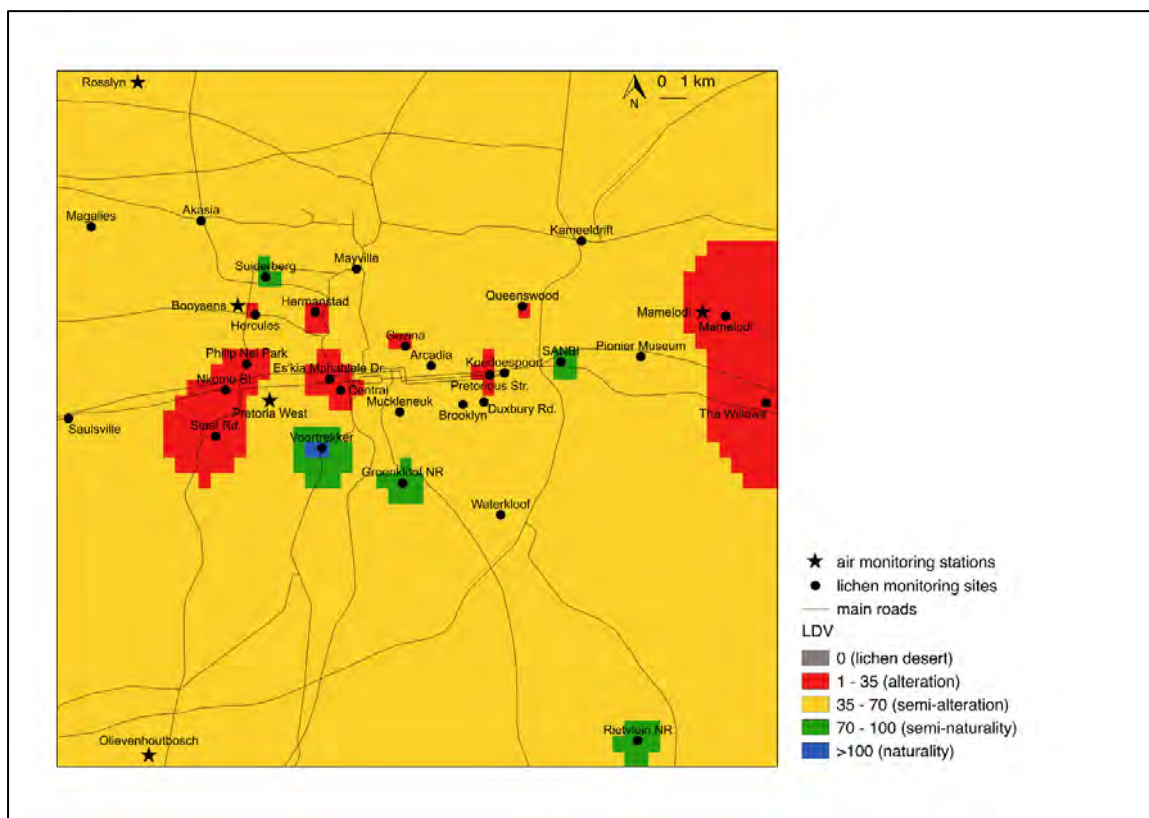 Rosslyn
0 1 km
N
Magalies
Akasia
Kameeldrift
Suiderberg
Mayville
Booysens
Hercules
Hermanstad
Queenswood
Mamelodi
Mamelodi
Gezina
Arcadia
Philip Nel Park
Es'kia Mphahlele Dr.
Koedoespoort
SANBI
Pionier Museum
Nkomo St.
Central
Pretorius Str.
Pretoria West
Muckleneuk
Brooklyn
Duxbury Rd.
The Willows
Saulsville
Staal Rd.
Voortrekker
Groenkloof NR
Waterkloof
Rietvlein NR
Olievenhoutbosch
air monitoring stations
lichen monitoring sites
main roads
LDV
0 (lichen desert)
1 - 35 (alteration)
35 - 70 (semi-alteration)
70 - 100 (semi-naturality)
>100 (naturality)